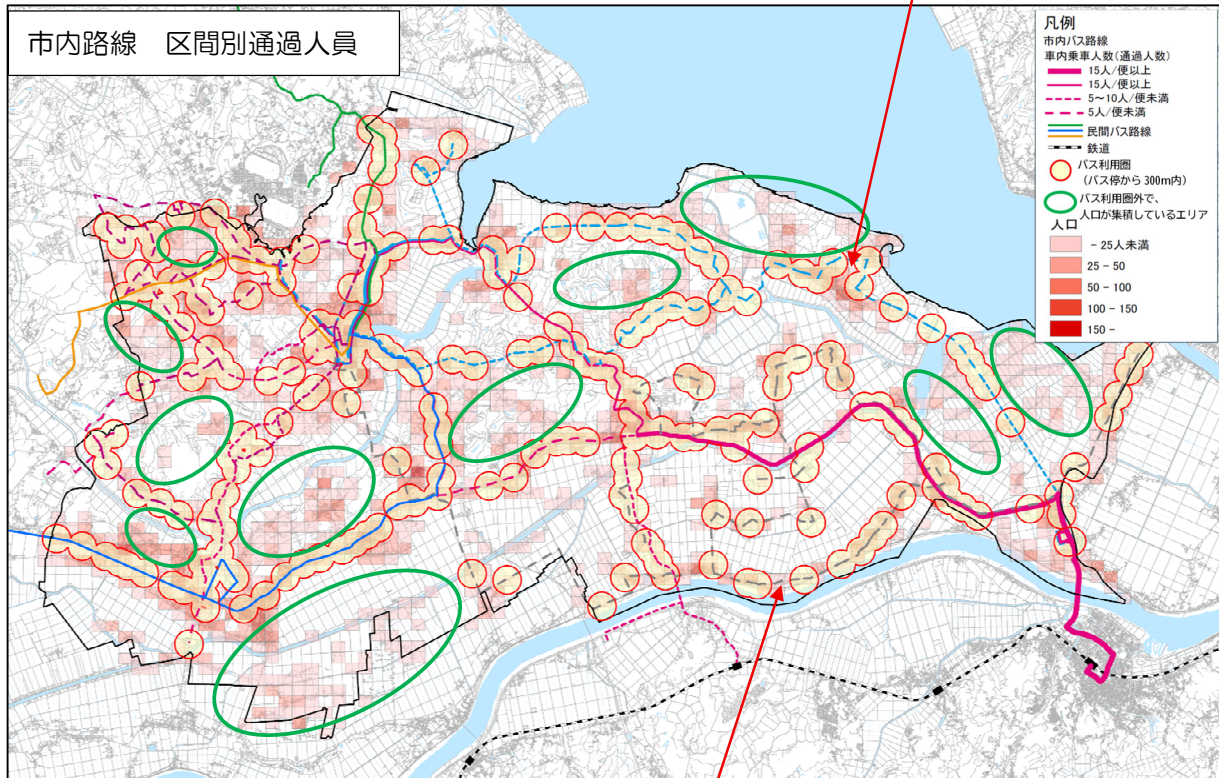 市内路線　区間別通過人員
凡例
市内バス路線
車内乗車人数(通過人数)
15人/便以上
15人/便以上
5～10人/便未満
5人/便未満
民間バス路線
鉄道
バス利用圏
(バス停から300m内)
バス利用圏外で、
人口が集積しているエリア
人口
- 25人未満
25 - 50
50 - 100
100 - 150
150 -